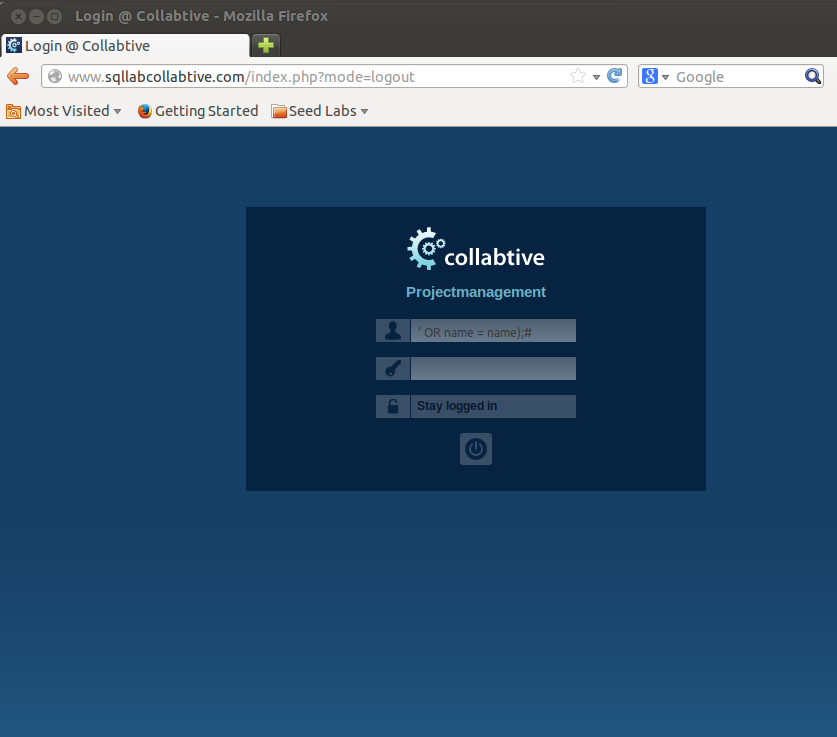 Login @ Collabtive - Mozilla Firefox
Login @ Collabtive
www.sqllabcollabtive.com/index.php?mode=logout
Google
Most Visited
Getting Started
Seed Labs
collabtive
Projectmanagement
' OR name = name);#
Stay logged in